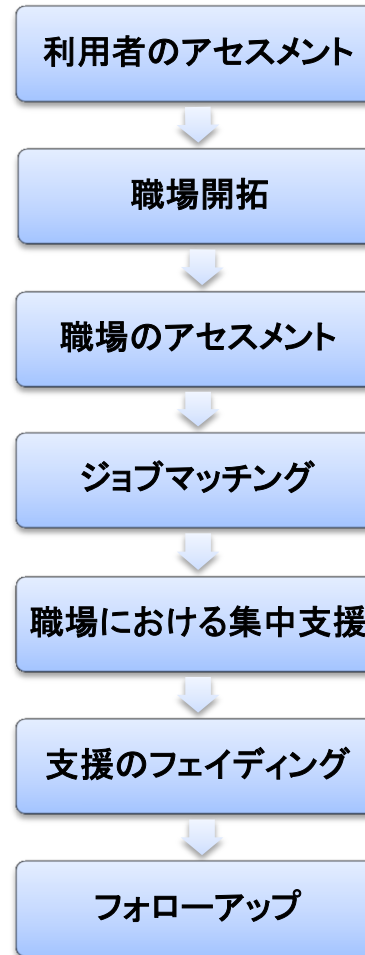 利用者のアセスメント
職場開拓
職場のアセスメント
ジョブマッチング
職場における集中支援
支援のフェイディング
フォローアップ